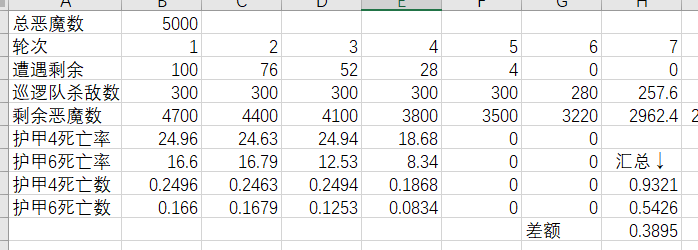 A B C D E F G H
总恶魔数 5000
轮次 1 2 3 4 5 6 7
遭遇剩余 100 76 52 28 4 0 0
巡逻队杀敌数 300 300 300 300 300 280 257.6
剩余恶魔数 4700 4400 4100 3800 3500 3220 2962.4 2
护甲4死亡率 24.96 24.63 24.94 18.68 0 0
护甲6死亡率 16.6 16.79 12.53 8.34 0 0 汇总↓
护甲4死亡数 0.2496 0.2463 0.2494 0.1868 0 0 0.9321
护甲6死亡数 0.166 0.1679 0.1253 0.0834 0 0 0.5426
差额 0.3895